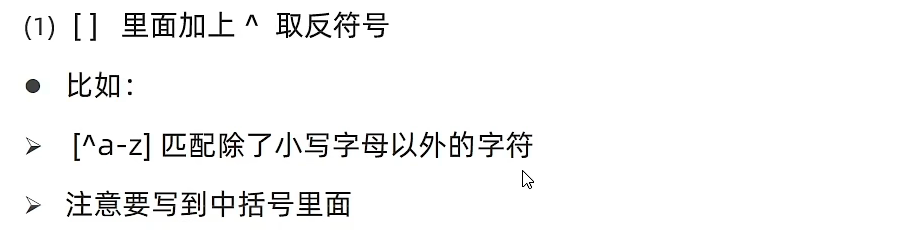 (1) [ ] 里面加上 ^ 取反符号
● 比如：
➢ [^a-z] 匹配除了小写字母以外的字符
➢ 注意要写到中括号里面